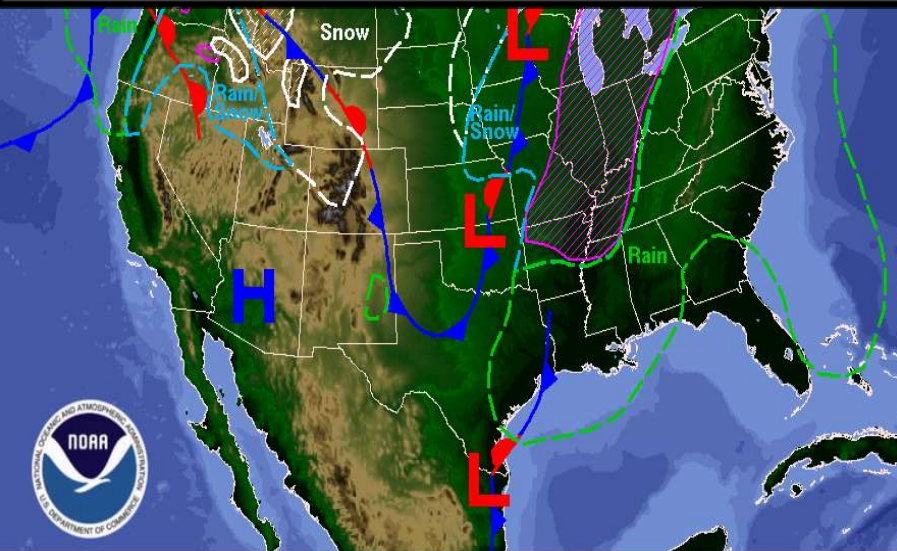 Rain
Snow
L
Rain/
Snow
Rain/
Snow
L
Rain
H
L
NATIONAL OCEANIC AND ATMOSPHERIC ADMINISTRATION
NOAA
U.S. DEPARTMENT OF COMMERCE